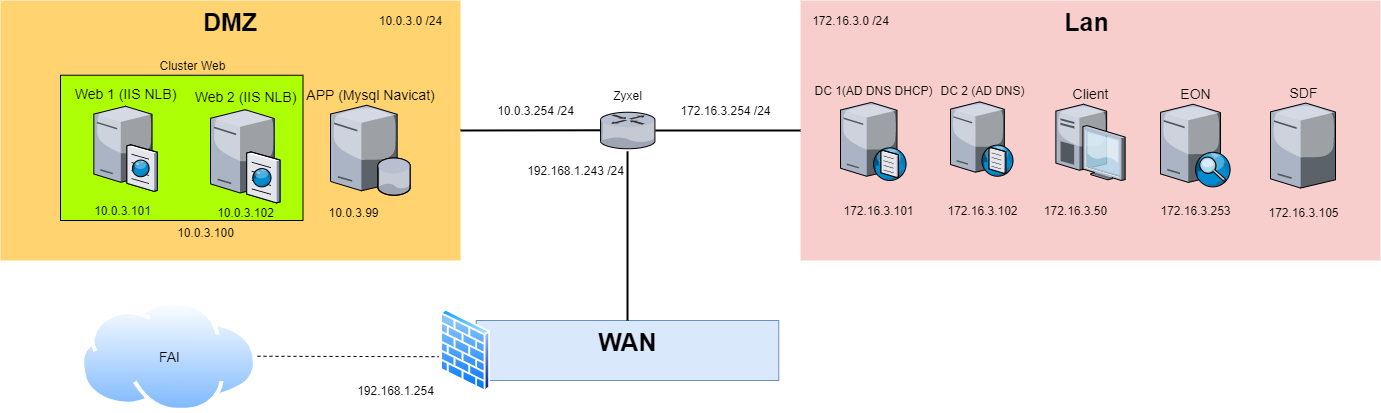 DMZ
10.0.3.0 /24
Cluster Web
Web 1 (IIS NLB)
Web 2 (IIS NLB)
APP (Mysql Navicat)
10.0.3.101
10.0.3.102
10.0.3.99
10.0.3.100
Zyxel
10.0.3.254 /24
172.16.3.254 /24
192.168.1.243 /24
172.16.3.0 /24
Lan
DC 1(AD DNS DHCP)
DC 2 (AD DNS)
Client
EON
SDF
172.16.3.101
172.16.3.102
172.16.3.50
172.16.3.253
172.16.3.105
FAI
WAN
192.168.1.254